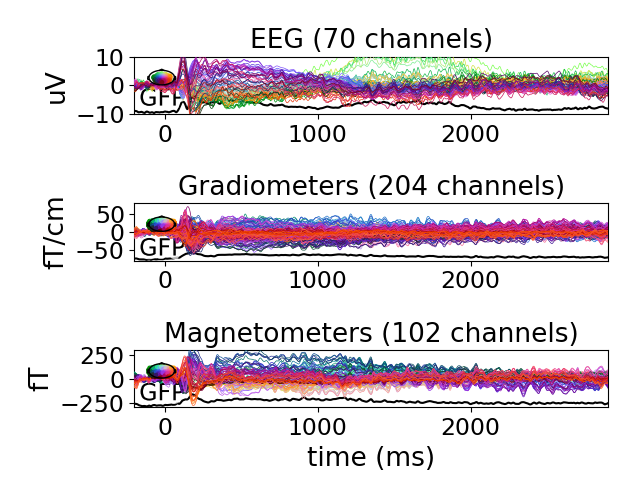 EEG (70 channels)
10
0
−10
uV
GFP
0
1000
2000
Gradiometers (204 channels)
50
0
−50
fT/cm
GFP
0
1000
2000
Magnetometers (102 channels)
250
0
−250
fT
GFP
0
1000
2000
time (ms)